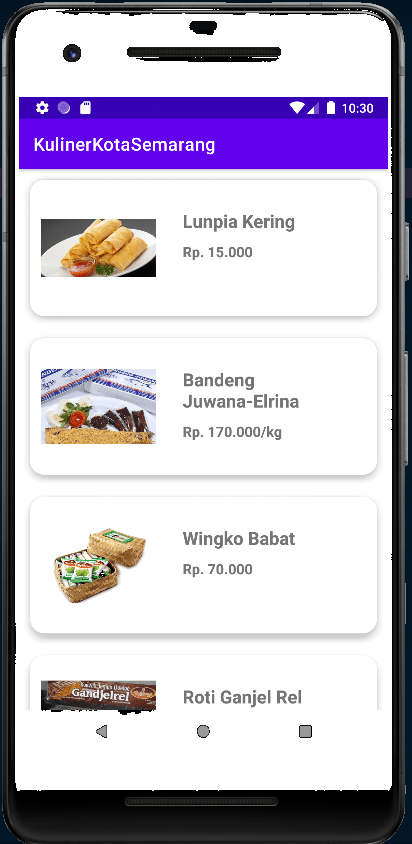 10:30
KulinerKotaSemarang
Lunpia Kering
Rp. 15.000
Bandeng
Juwana-Elrina
Rp. 170.000/kg
Wingko Babat
Rp. 70.000
Gandjelrel
Roti Ganjel Rel